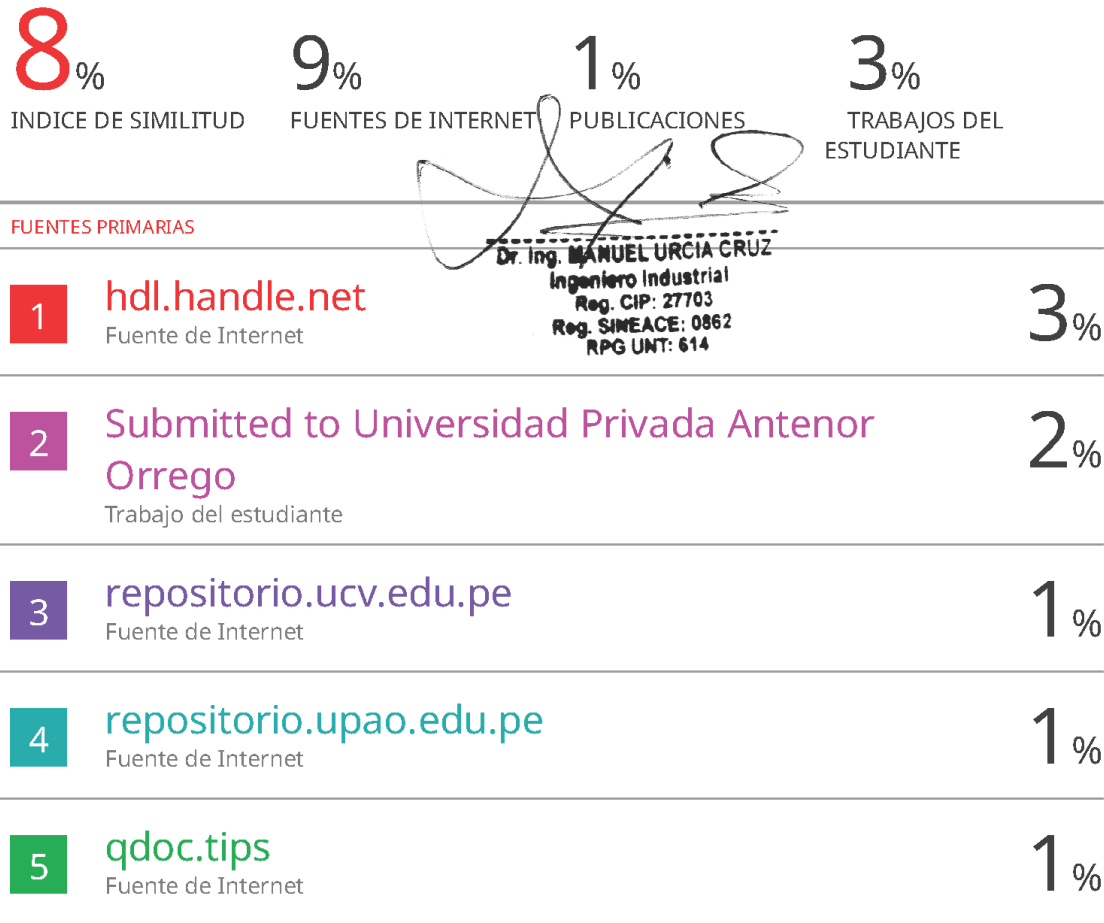 8%
INDICE DE SIMILITUD
9%
FUENTES DE INTERNET
1%
PUBLICACIONES
3%
TRABAJOS DEL
ESTUDIANTE
FUENTES PRIMARIAS
Dr. Ing. MANUEL URCIA CRUZ
Ingeniero Industrial
Reg. CIP: 27703
Reg. SINEACE: 0862
RPG UNT: 614
1
hdl.handle.net
Fuente de Internet
3%
2
Submitted to Universidad Privada Antenor
Orrego
Trabajo del estudiante
2%
3
repositorio.ucv.edu.pe
Fuente de Internet
1%
4
repositorio.upao.edu.pe
Fuente de Internet
1%
5
qdoc.tips
Fuente de Internet
1%